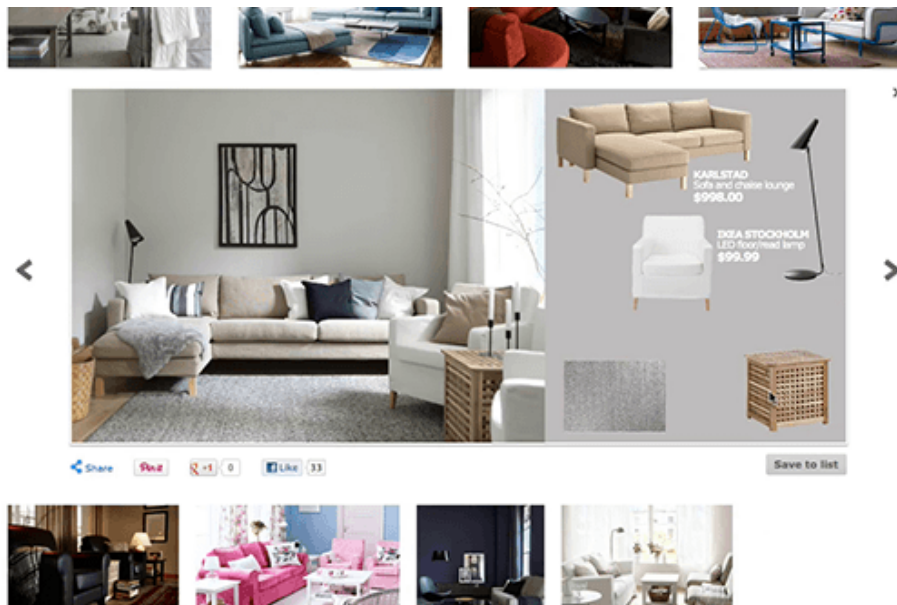 KARLSTAD
Sofa and chaise lounge
$998.00
IKEA STOCKHOLM
LED floor/read lamp
$99.99
Share
Pin it
+1
0
Like
33
Save to list